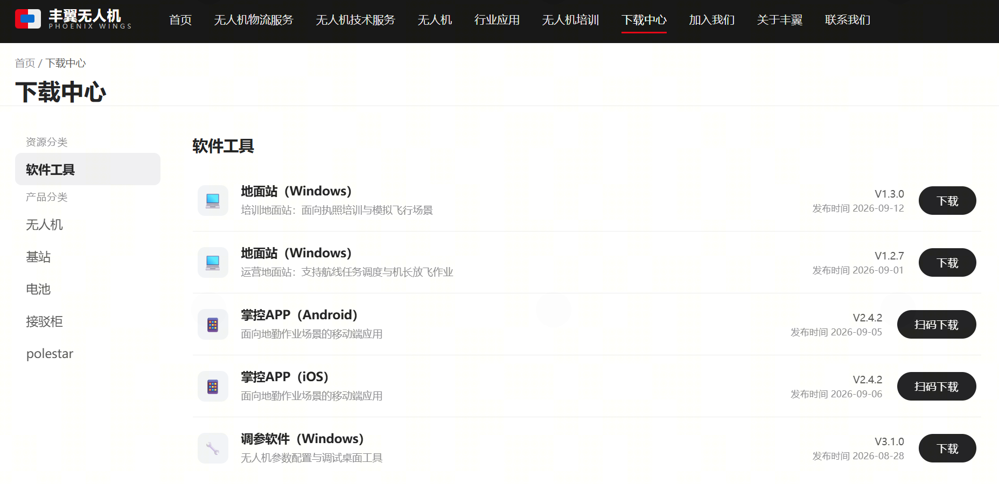 丰翼无人机
PHOENIX WINGS
首页 无人机物流服务 无人机技术服务 无人机 行业应用 无人机培训 下载中心 加入我们 关于丰翼 联系我们
首页 / 下载中心
下载中心
资源分类
软件工具
产品分类
无人机
基站
电池
接驳柜
polestar
软件工具
地面站（Windows）
培训地面站：面向执照培训与模拟飞行场景
V1.3.0
发布时间 2026-09-12
下载
地面站（Windows）
运营地面站：支持航线任务调度与机长放飞作业
V1.2.7
发布时间 2026-09-01
下载
掌控APP（Android）
面向地勤作业场景的移动端应用
V2.4.2
发布时间 2026-09-05
扫码下载
掌控APP（iOS）
面向地勤作业场景的移动端应用
V2.4.2
发布时间 2026-09-06
扫码下载
调参软件（Windows）
无人机参数配置与调试桌面工具
V3.1.0
发布时间 2026-08-28
下载